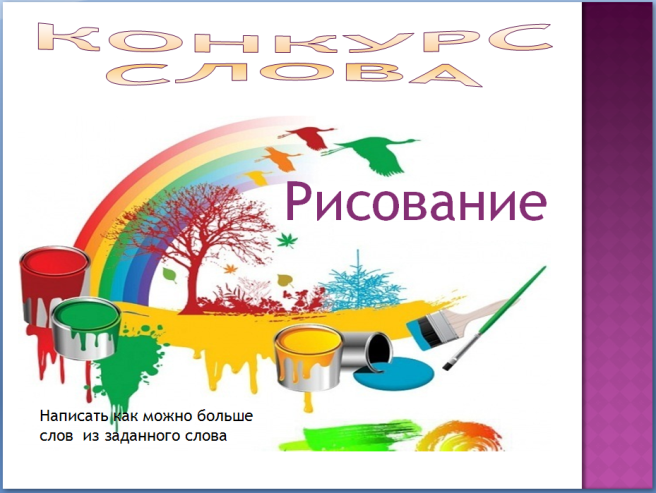 КОНКУРС
СЛОВА
Рисование
Написать как можно больше
слов из заданного слова